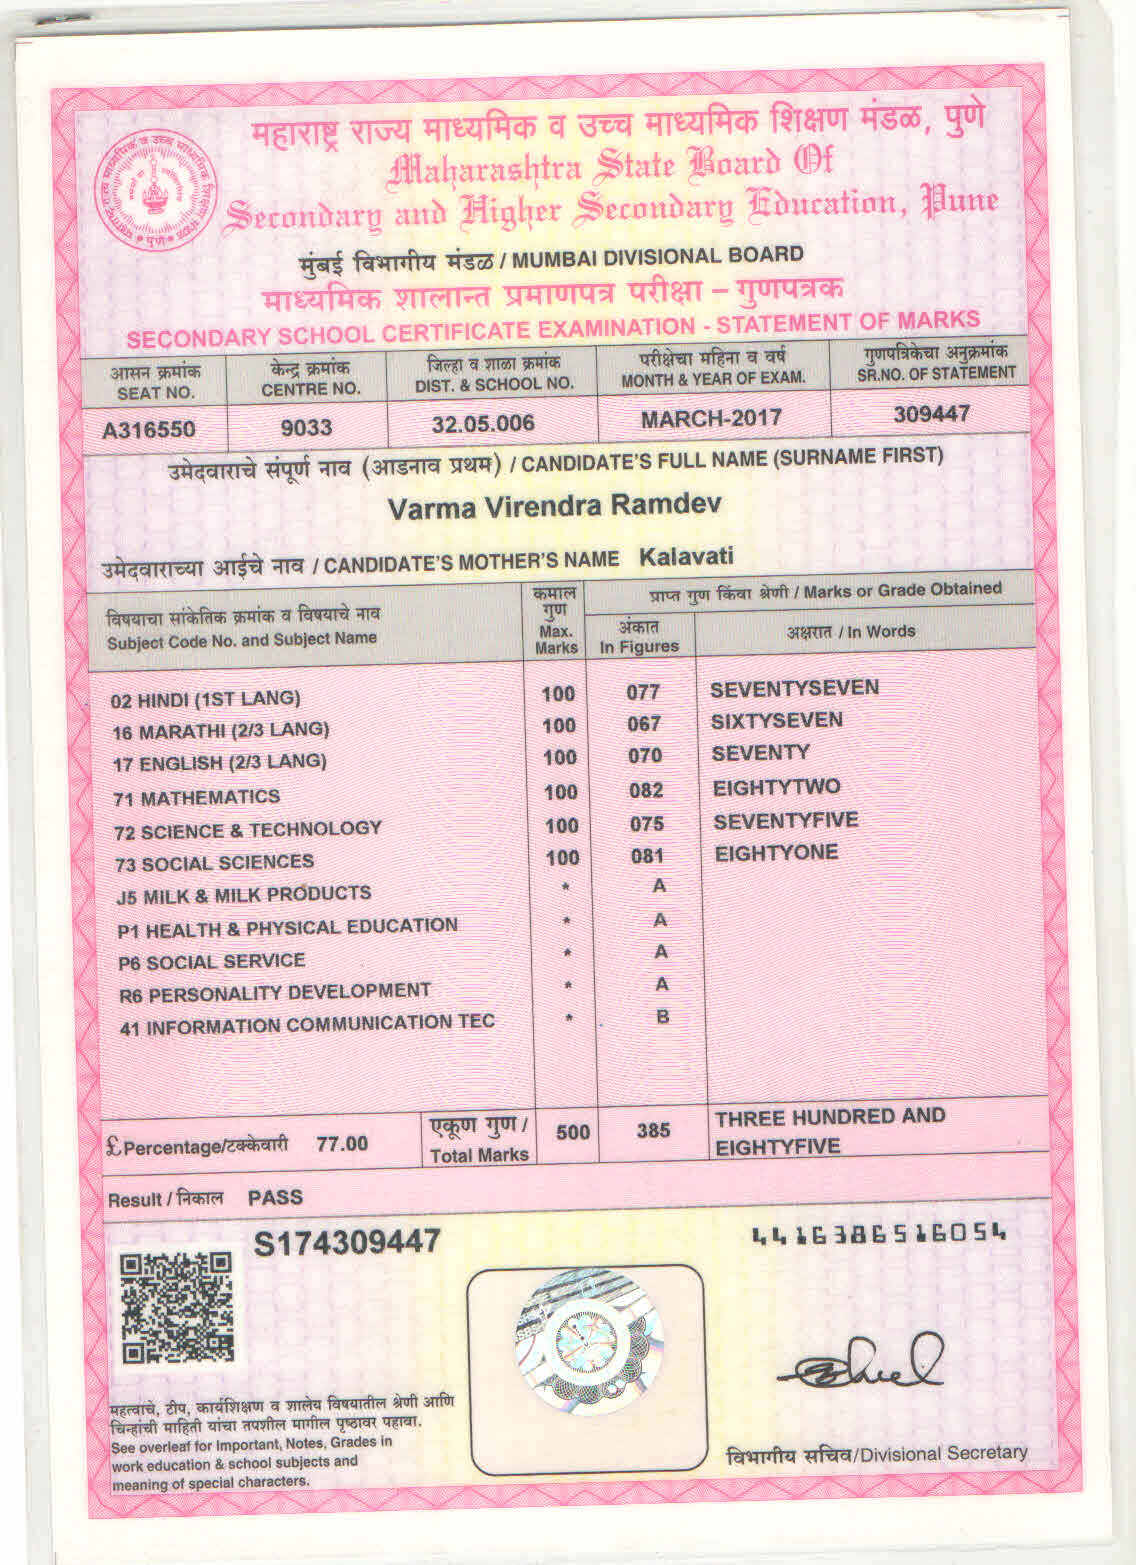 महाराष्ट्र राज्य माध्यमिक व उच्च माध्यमिक शिक्षण मंडळ, पुणे
Maharashtra State Board Of
Secondary and Higher Secondary Education, Pune
मुंबई विभागीय मंडळ / MUMBAI DIVISIONAL BOARD
माध्यमिक शालान्त प्रमाणपत्र परीक्षा – गुणपत्रक
SECONDARY SCHOOL CERTIFICATE EXAMINATION - STATEMENT OF MARKS
आसन क्रमांक केन्द्र क्रमांक जिल्हा व शाळा क्रमांक परीक्षेचा महिना व वर्ष गुणपत्रिकेचा अनुक्रमांक
SEAT NO. CENTRE NO. DIST. & SCHOOL NO. MONTH & YEAR OF EXAM. SR.NO. OF STATEMENT
A316550 9033 32.05.006 MARCH-2017 309447
उमेदवाराचे संपूर्ण नाव (आडनाव प्रथम) / CANDIDATE'S FULL NAME (SURNAME FIRST)
Varma Virendra Ramdev
उमेदवाराच्या आईचे नाव / CANDIDATE'S MOTHER'S NAME Kalavati
विषयाचा सांकेतिक क्रमांक व विषयाचे नाव
Subject Code No. and Subject Name
कमाल
गुण
Max.
Marks
प्राप्त गुण किंवा श्रेणी / Marks or Grade Obtained
अंकात
In Figures
अक्षरात / In Words
02 HINDI (1ST LANG) 100 077 SEVENTYSEVEN
16 MARATHI (2/3 LANG) 100 067 SIXTYSEVEN
17 ENGLISH (2/3 LANG) 100 070 SEVENTY
71 MATHEMATICS 100 082 EIGHTYTWO
72 SCIENCE & TECHNOLOGY 100 075 SEVENTYFIVE
73 SOCIAL SCIENCES 100 081 EIGHTYONE
J5 MILK & MILK PRODUCTS * A
P1 HEALTH & PHYSICAL EDUCATION * A
P6 SOCIAL SERVICE * A
R6 PERSONALITY DEVELOPMENT * A
41 INFORMATION COMMUNICATION TEC * B
£ Percentage/टक्केवारी 77.00
एकूण गुण /
Total Marks
500 385
THREE HUNDRED AND
EIGHTYFIVE
Result / निकाल PASS
S174309447
4416386516054
महत्वाचे, टीप, कार्यशिक्षण व शालेय विषयातील श्रेणी आणि
चिन्हांची माहिती यांचा तपशील मागील पृष्ठावर पहावा.
See overleaf for Important, Notes, Grades in
work education & school subjects and
meaning of special characters.
विभागीय सचिव/Divisional Secretary